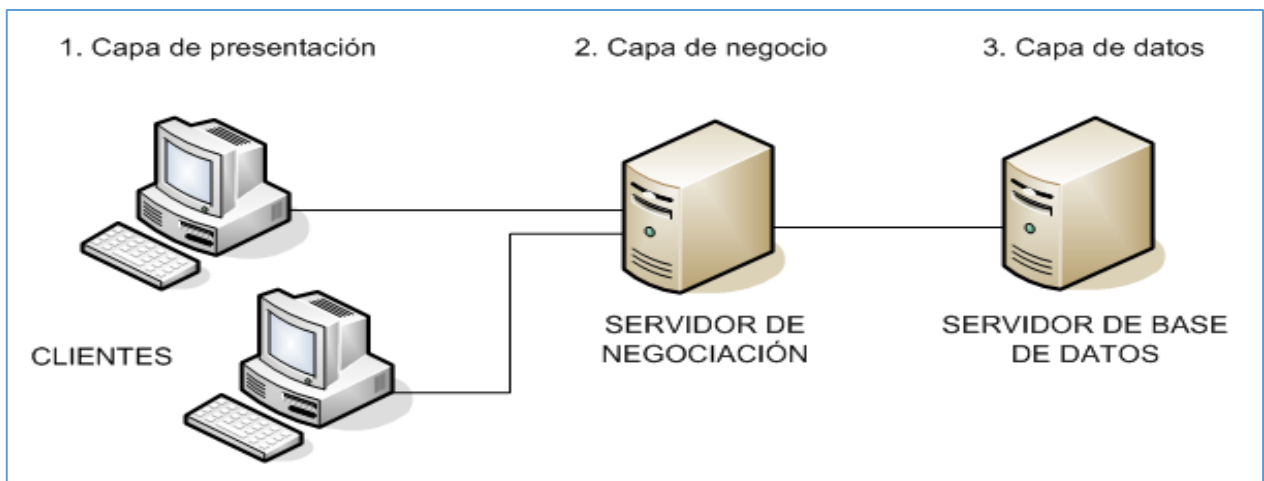 1. Capa de presentación
2. Capa de negocio
3. Capa de datos
CLIENTES
SERVIDOR DE
NEGOCIACIÓN
SERVIDOR DE BASE
DE DATOS